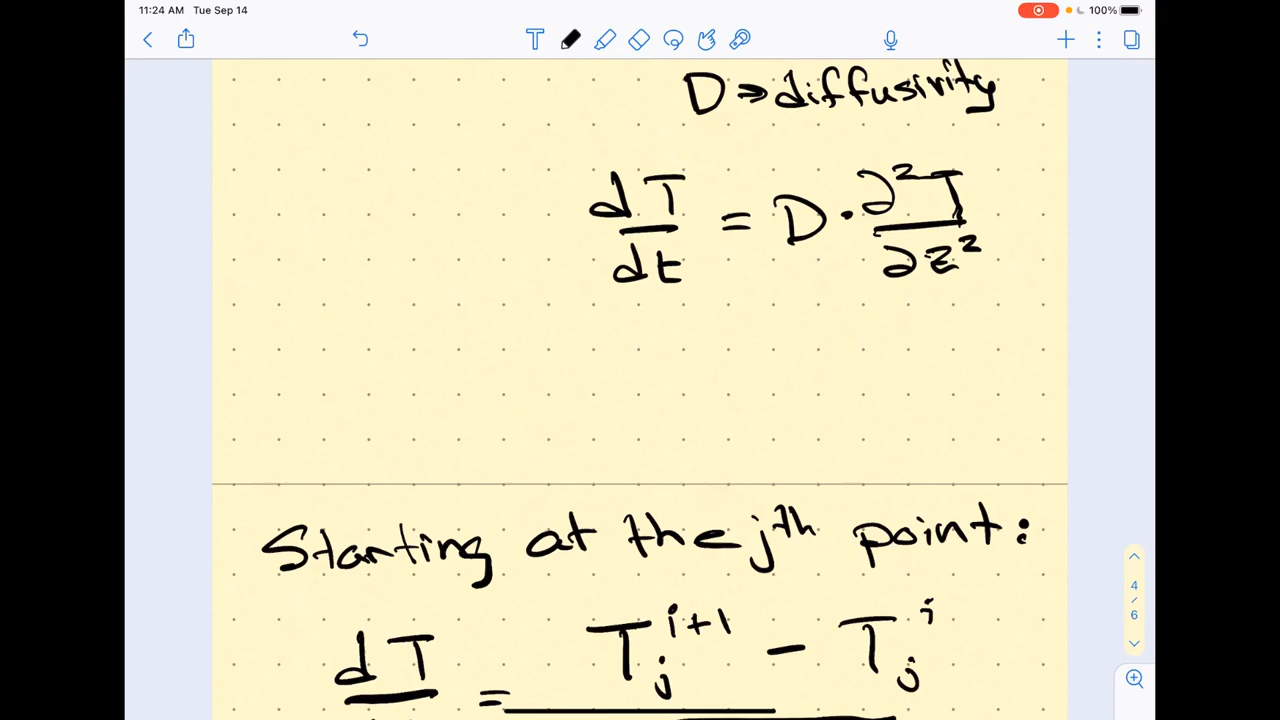 11:24 AM Tue Sep 14
100%
T
D ⇒ diffusivity
dT/dt = D · ∂²T/∂z²
4
/
6
Starting at the jᵗʰ point:
dT = T_j^{i+1} - T_j^i